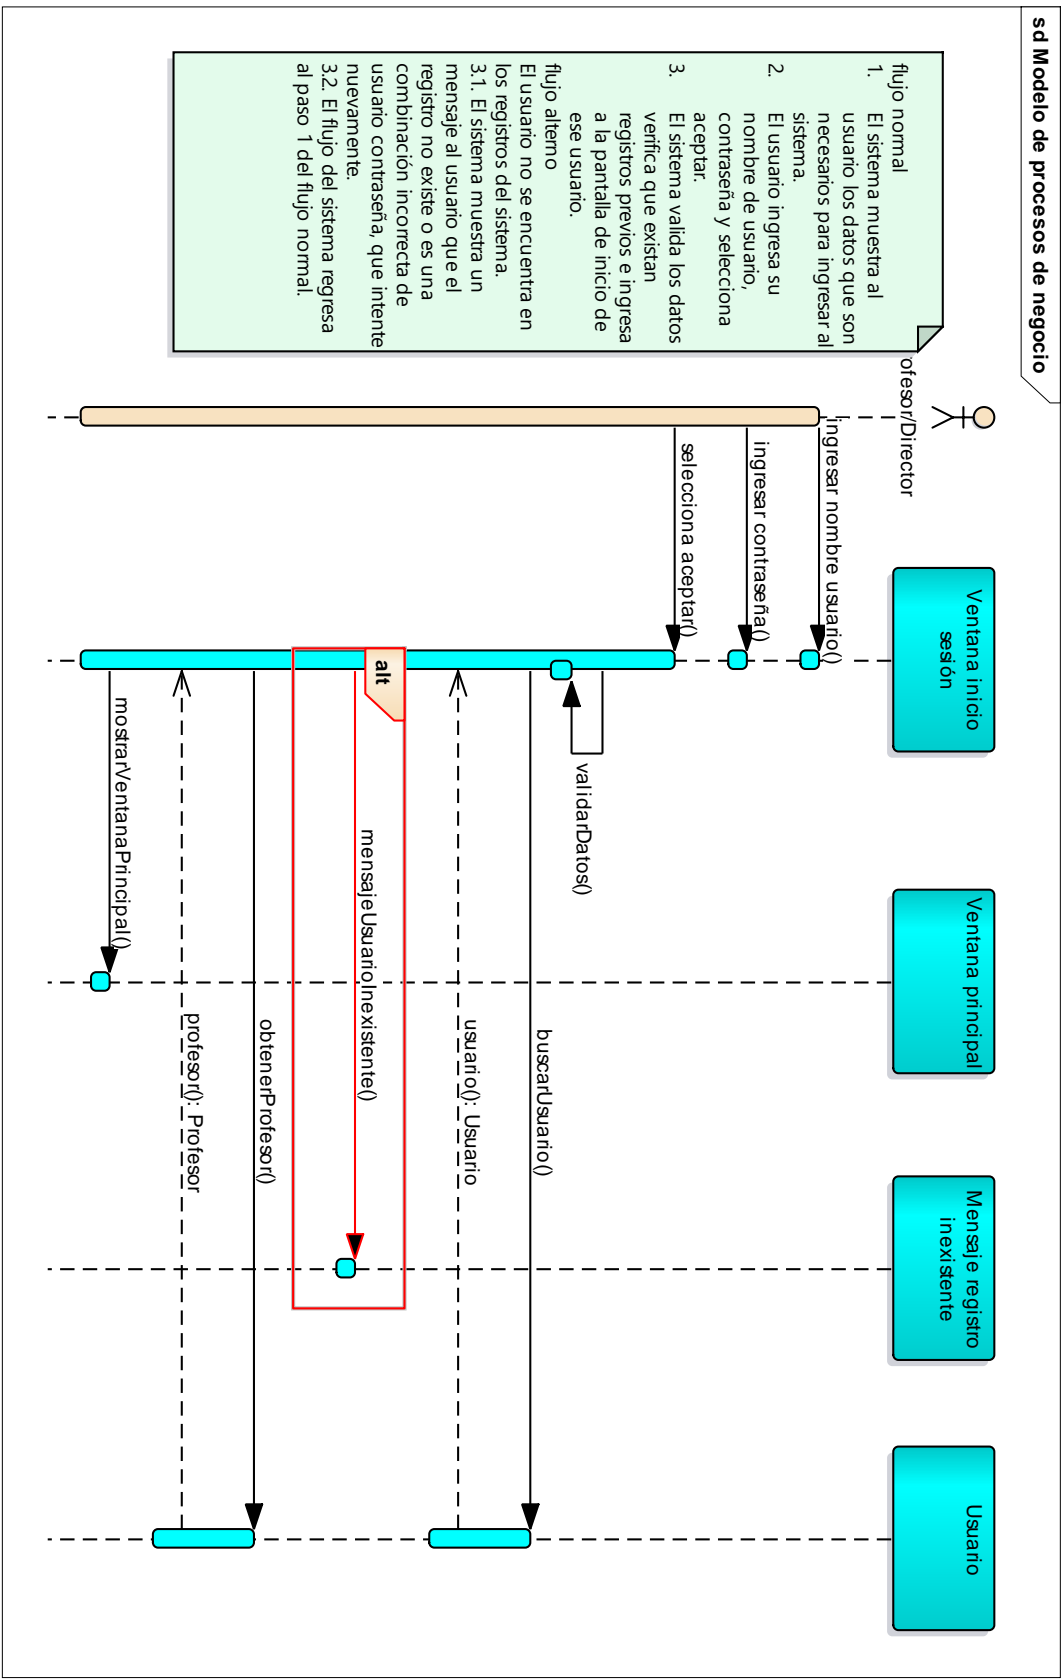 sd Modelo de procesos de negocio
flujo normal
1. El sistema muestra al
usuario los datos que son
necesarios para ingresar al
sistema.
2. El usuario ingresa su
nombre de usuario,
contraseña y selecciona
aceptar.
3. El sistema valida los datos
verifica que existan
registros previos e ingresa
a la pantalla de inicio de
ese usuario.
flujo alterno
El usuario no se encuentra en
los registros del sistema.
3.1. El sistema muestra un
mensaje al usuario que el
registro no existe o es una
combinación incorrecta de
usuario contraseña, que intente
nuevamente.
3.2. El flujo del sistema regresa
al paso 1 del flujo normal.
ofesor/Director
Ventana inicio
sesión
Ventana principal
Mensaje registro
inexistente
Usuario
ingresar nombre usuario()
ingresar contraseña()
selecciona aceptar()
validarDatos()
buscarUsuario()
usuario(): Usuario
alt
mensajeUsuarioInexistente()
obtenerProfesor()
profesor(): Profesor
mostrarVentanaPrincipal()